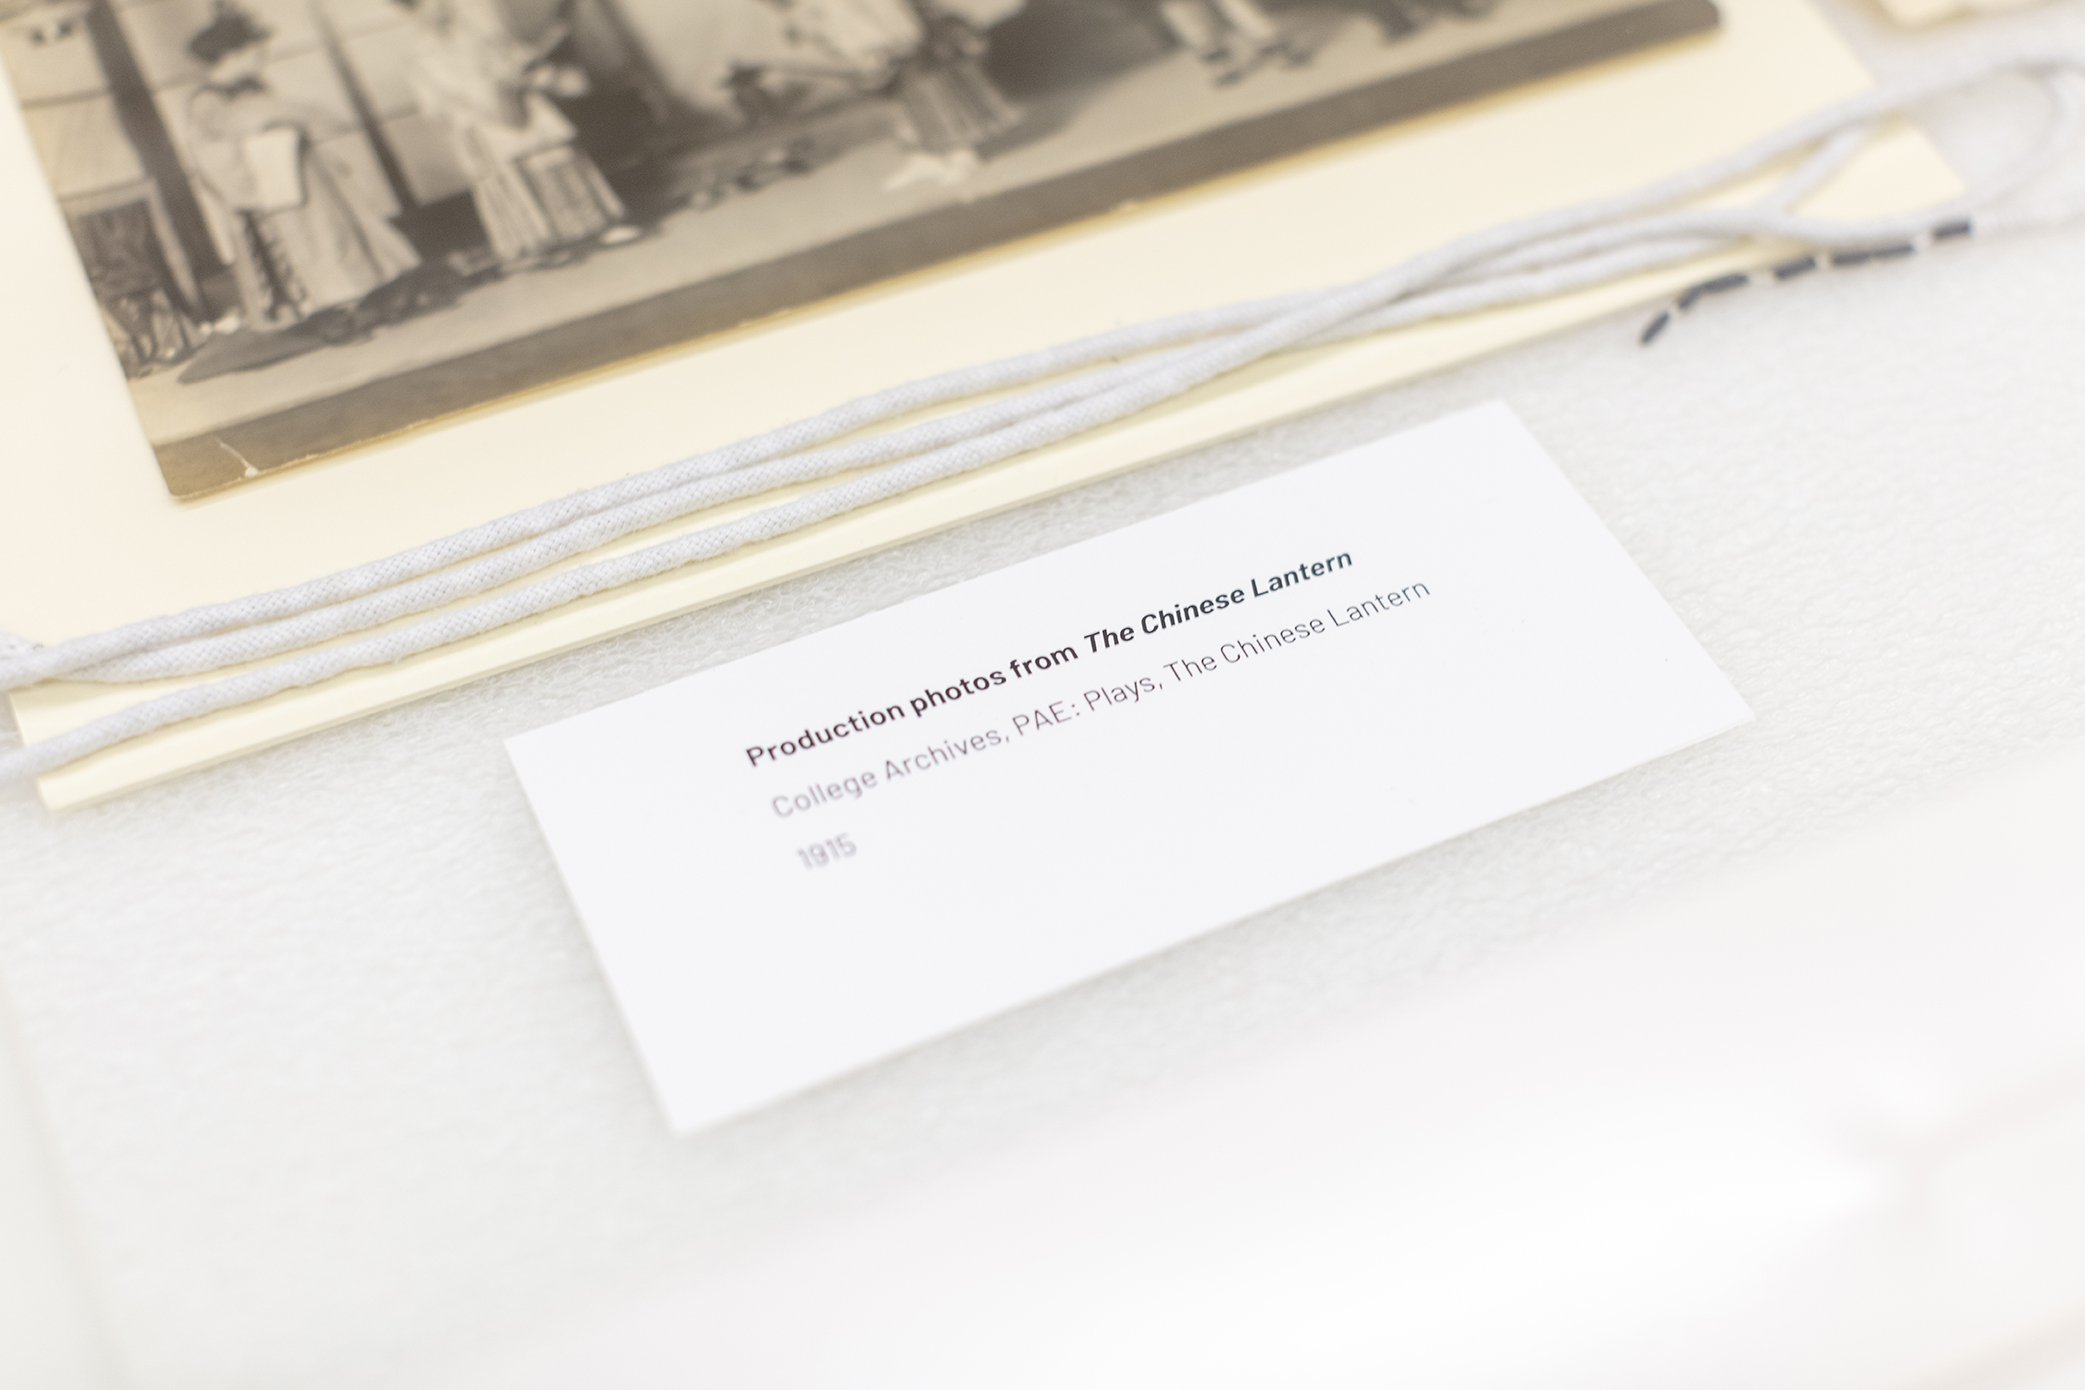 Production photos from The Chinese Lantern
College Archives, PAE: Plays, The Chinese Lantern
1915